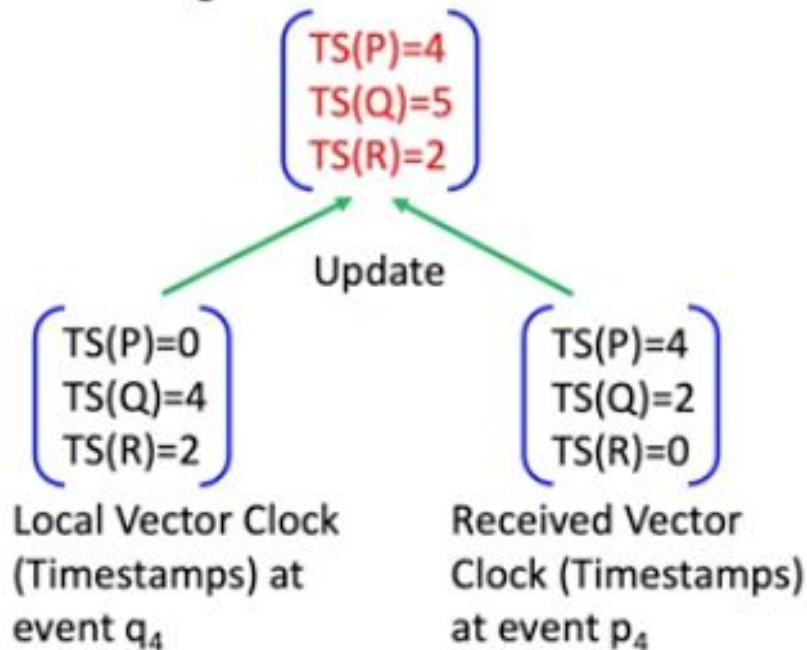 TS(P)=4
TS(Q)=5
TS(R)=2
Update
TS(P)=0
TS(Q)=4
TS(R)=2
TS(P)=4
TS(Q)=2
TS(R)=0
Local Vector Clock
(Timestamps) at
event q₄
Received Vector
Clock (Timestamps)
at event p₄